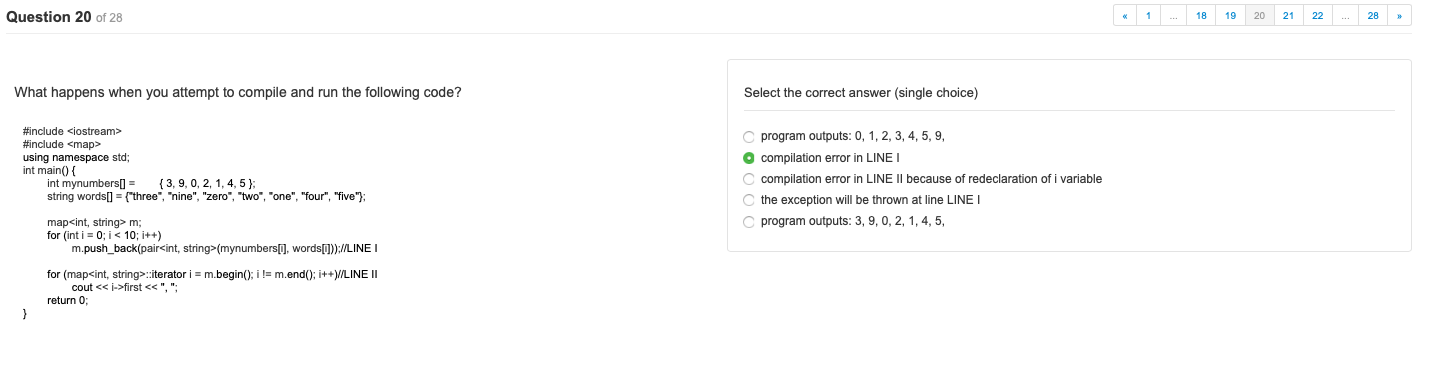 Question 20 of 28
« 1 ... 18 19 20 21 22 ... 28 »
What happens when you attempt to compile and run the following code?
#include <iostream>
#include <map>
using namespace std;
int main() {
int mynumbers[] = { 3, 9, 0, 2, 1, 4, 5 };
string words[] = {"three", "nine", "zero", "two", "one", "four", "five"};
map<int, string> m;
for (int i = 0; i < 10; i++)
m.push_back(pair<int, string>(mynumbers[i], words[i]));//LINE I
for (map<int, string>::iterator i = m.begin(); i != m.end(); i++)//LINE II
cout << i->first << ", ";
return 0;
}
Select the correct answer (single choice)
program outputs: 0, 1, 2, 3, 4, 5, 9,
compilation error in LINE I
compilation error in LINE II because of redeclaration of i variable
the exception will be thrown at line LINE I
program outputs: 3, 9, 0, 2, 1, 4, 5,